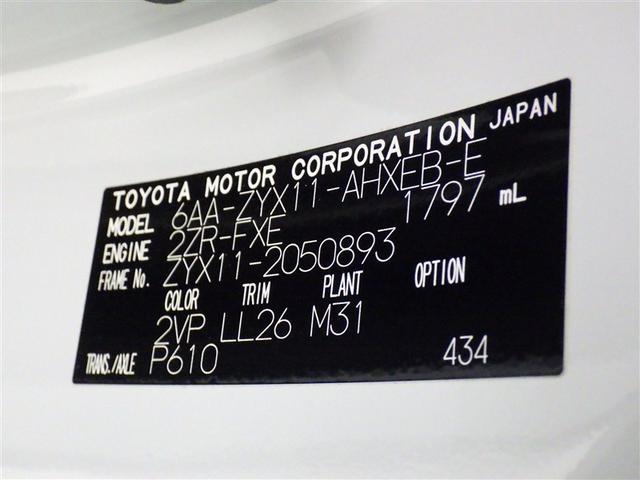 TOYOTA MOTOR CORPORATION JAPAN
MODEL 6AA-ZYX11-AHXEB-E
ENGINE 2ZR-FXE 1797 mL
FRAME No. ZYX11-2050893
COLOR TRIM PLANT OPTION
2VP LL26 M31
TRANS./AXLE P610 434